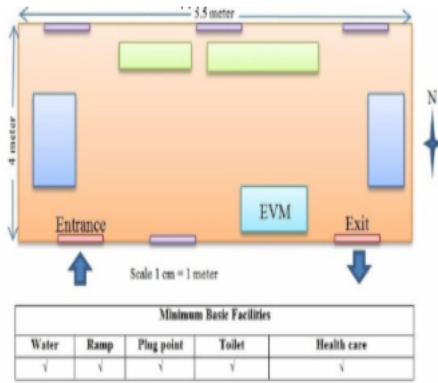 5.5 meter
4 meter
N
EVM
Entrance
Exit
Scale 1 cm = 1 meter
Minimum Basic Facilities
Water Ramp Plug point Toilet Health care
√ √ √ √ √